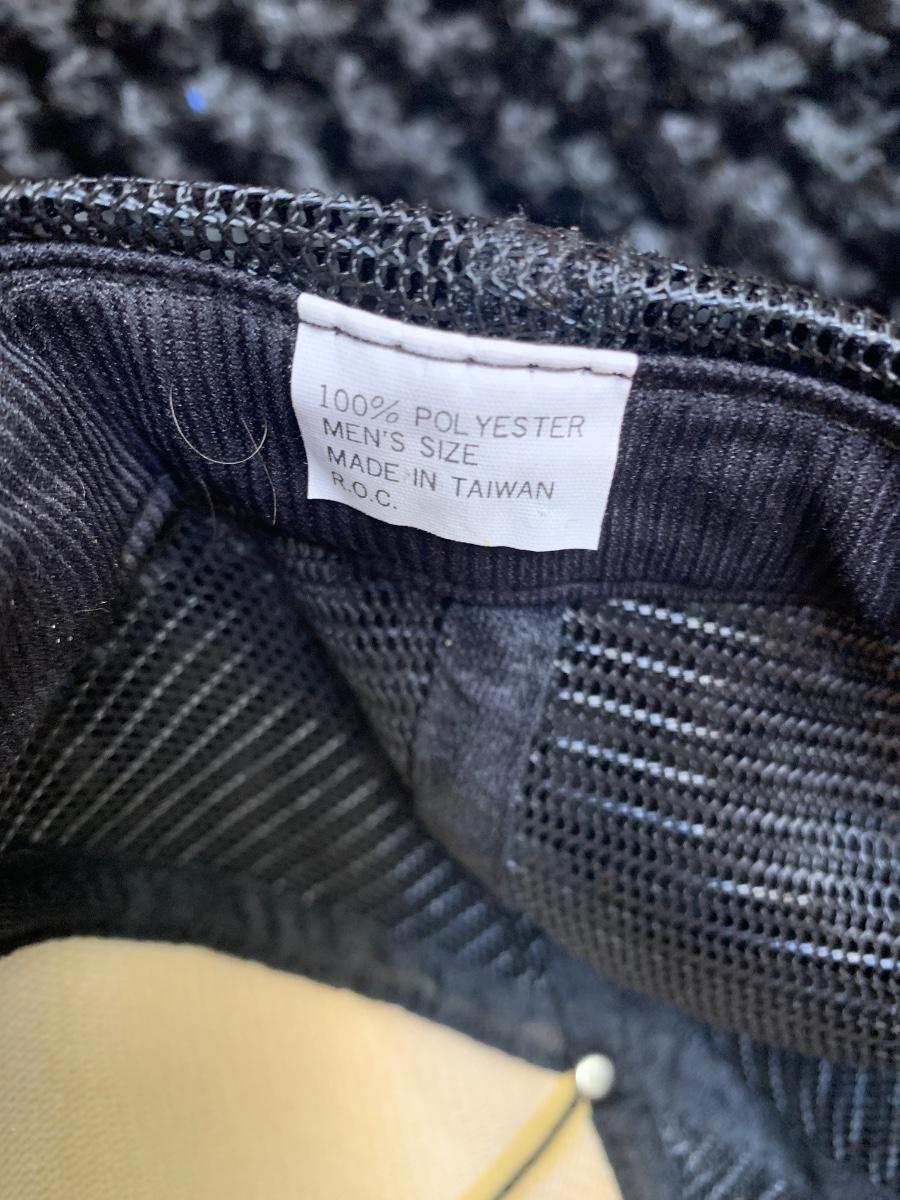 100% POLYESTER
MEN'S SIZE
MADE IN TAIWAN
R.O.C.